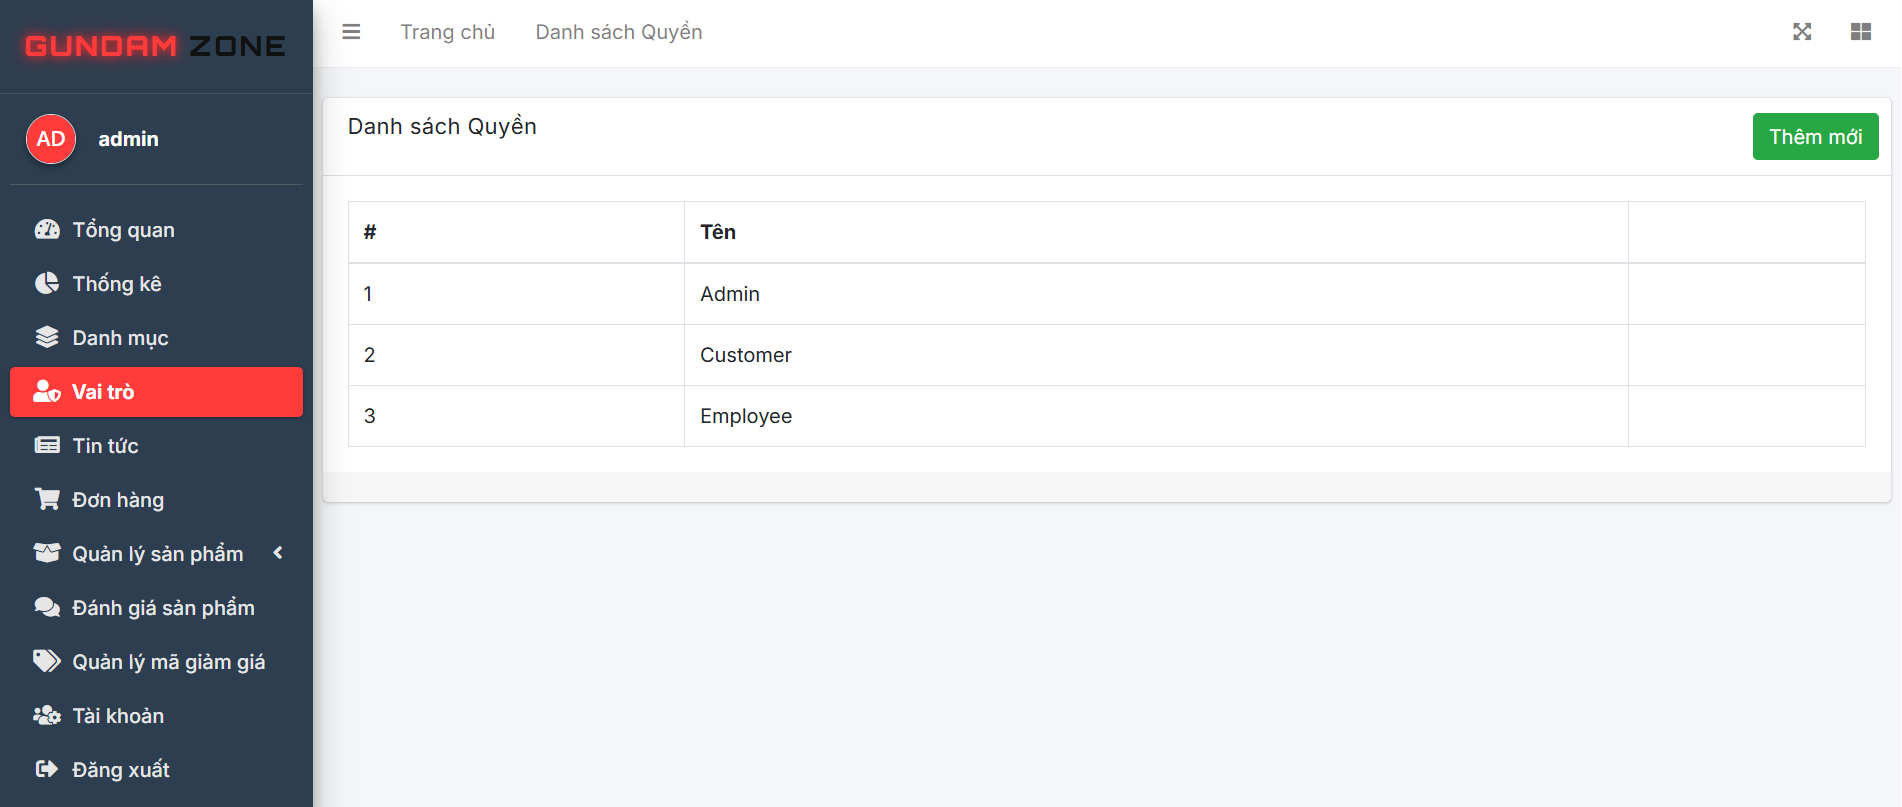 GUNDAM ZONE
AD admin
Tổng quan
Thống kê
Danh mục
Vai trò
Tin tức
Đơn hàng
Quản lý sản phẩm
Đánh giá sản phẩm
Quản lý mã giảm giá
Tài khoản
Đăng xuất
Trang chủ Danh sách Quyền
Danh sách Quyền
Thêm mới
# Tên
1 Admin
2 Customer
3 Employee